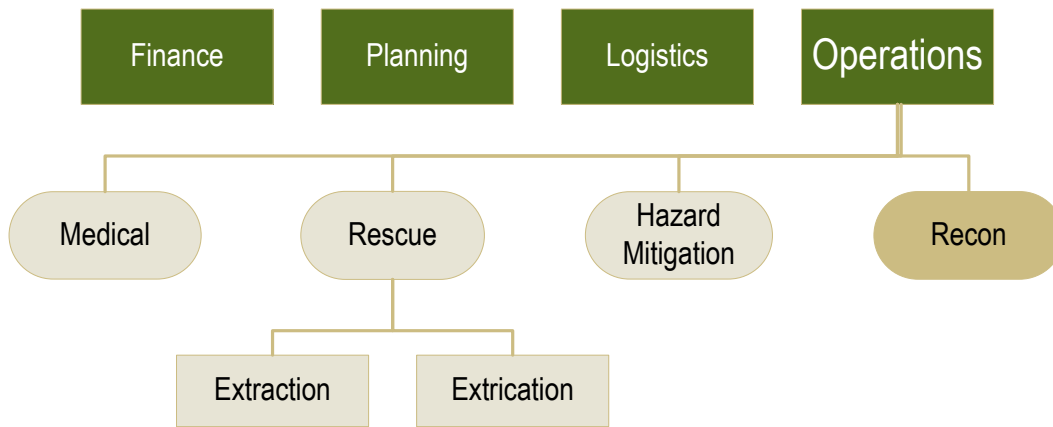 Finance
Planning
Logistics
Operations
Medical
Rescue
Hazard
Mitigation
Recon
Extraction
Extrication